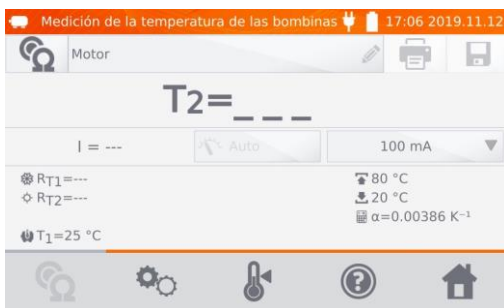 Medición de la temperatura de las bombinas 17:06 2019.11.12
Motor
T2=_ _ _
I = --- Auto 100 mA
RT1=--- 80 °C
RT2=--- 20 °C
α=0.00386 K⁻¹
T1=25 °C